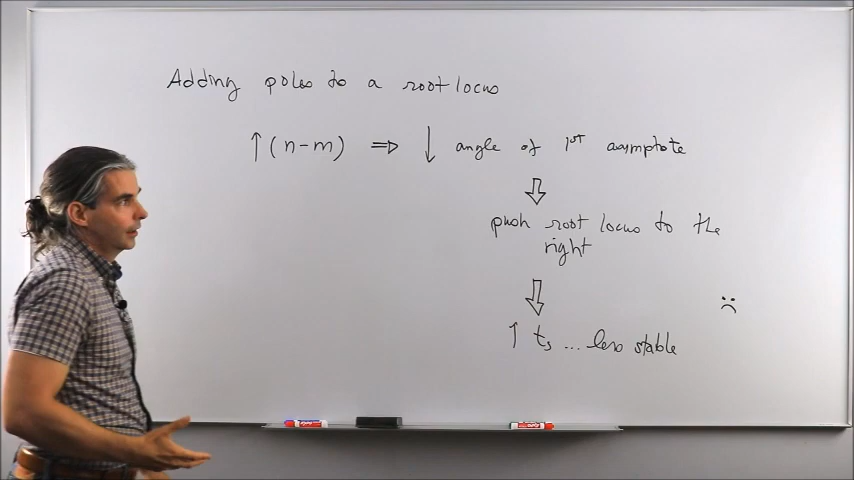 Adding poles to a root locus
↑(n-m) ⇒ ↓ angle of 1st asymptote
⇓
push root locus to the
right
⇓
↑ ts ... less stable